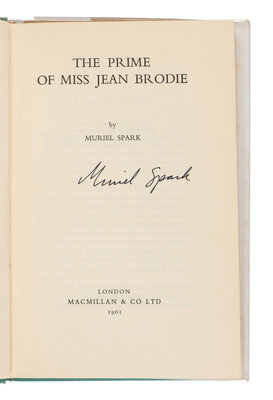 THE PRIME
OF MISS JEAN BRODIE
by
MURIEL SPARK
Muriel Spark
LONDON
MACMILLAN & CO LTD
1961